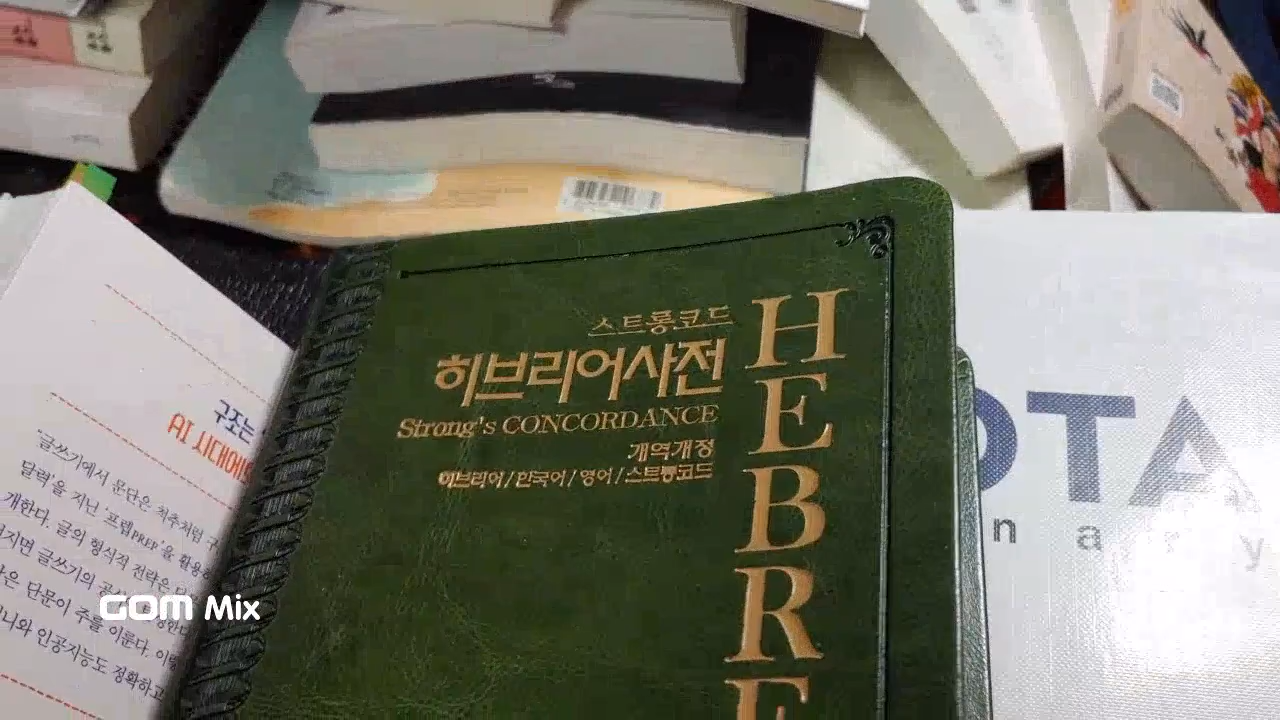 스트롱코드
히브리어사전
Strong's CONCORDANCE
개역개정
히브리어/한국어/영어/스트롱코드
HEBRE
OTA
nary
구조는
AI 시대에도
'글쓰기에서 문단은 척추처럼
달력'을 지닌 '프렙PREP'을 활용
개한다. 글의 형식적 전략은
지면 글쓰기의
은 단문이 주를 이룬다.
니와 인공지능도 정확하고
GOM Mix